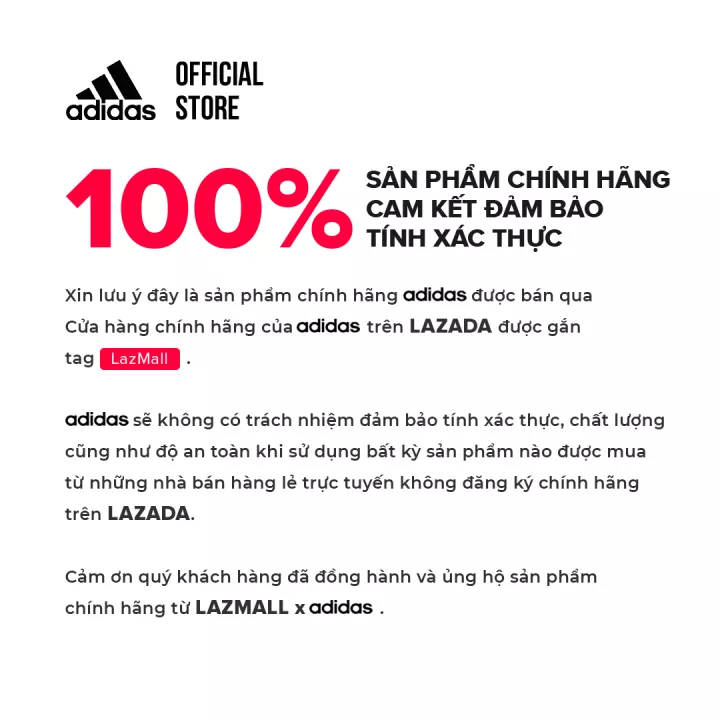 adidas
OFFICIAL
STORE
100%
SẢN PHẨM CHÍNH HÃNG
CAM KẾT ĐẢM BẢO
TÍNH XÁC THỰC
Xin lưu ý đây là sản phẩm chính hãng adidas được bán qua
Cửa hàng chính hãng của adidas trên LAZADA được gắn
tag LazMall .
adidas sẽ không có trách nhiệm đảm bảo tính xác thực, chất lượng
cũng như độ an toàn khi sử dụng bất kỳ sản phẩm nào được mua
từ những nhà bán hàng lẻ trực tuyến không đăng ký chính hãng
trên LAZADA.
Cảm ơn quý khách hàng đã đồng hành và ủng hộ sản phẩm
chính hãng từ LAZMALL x adidas .